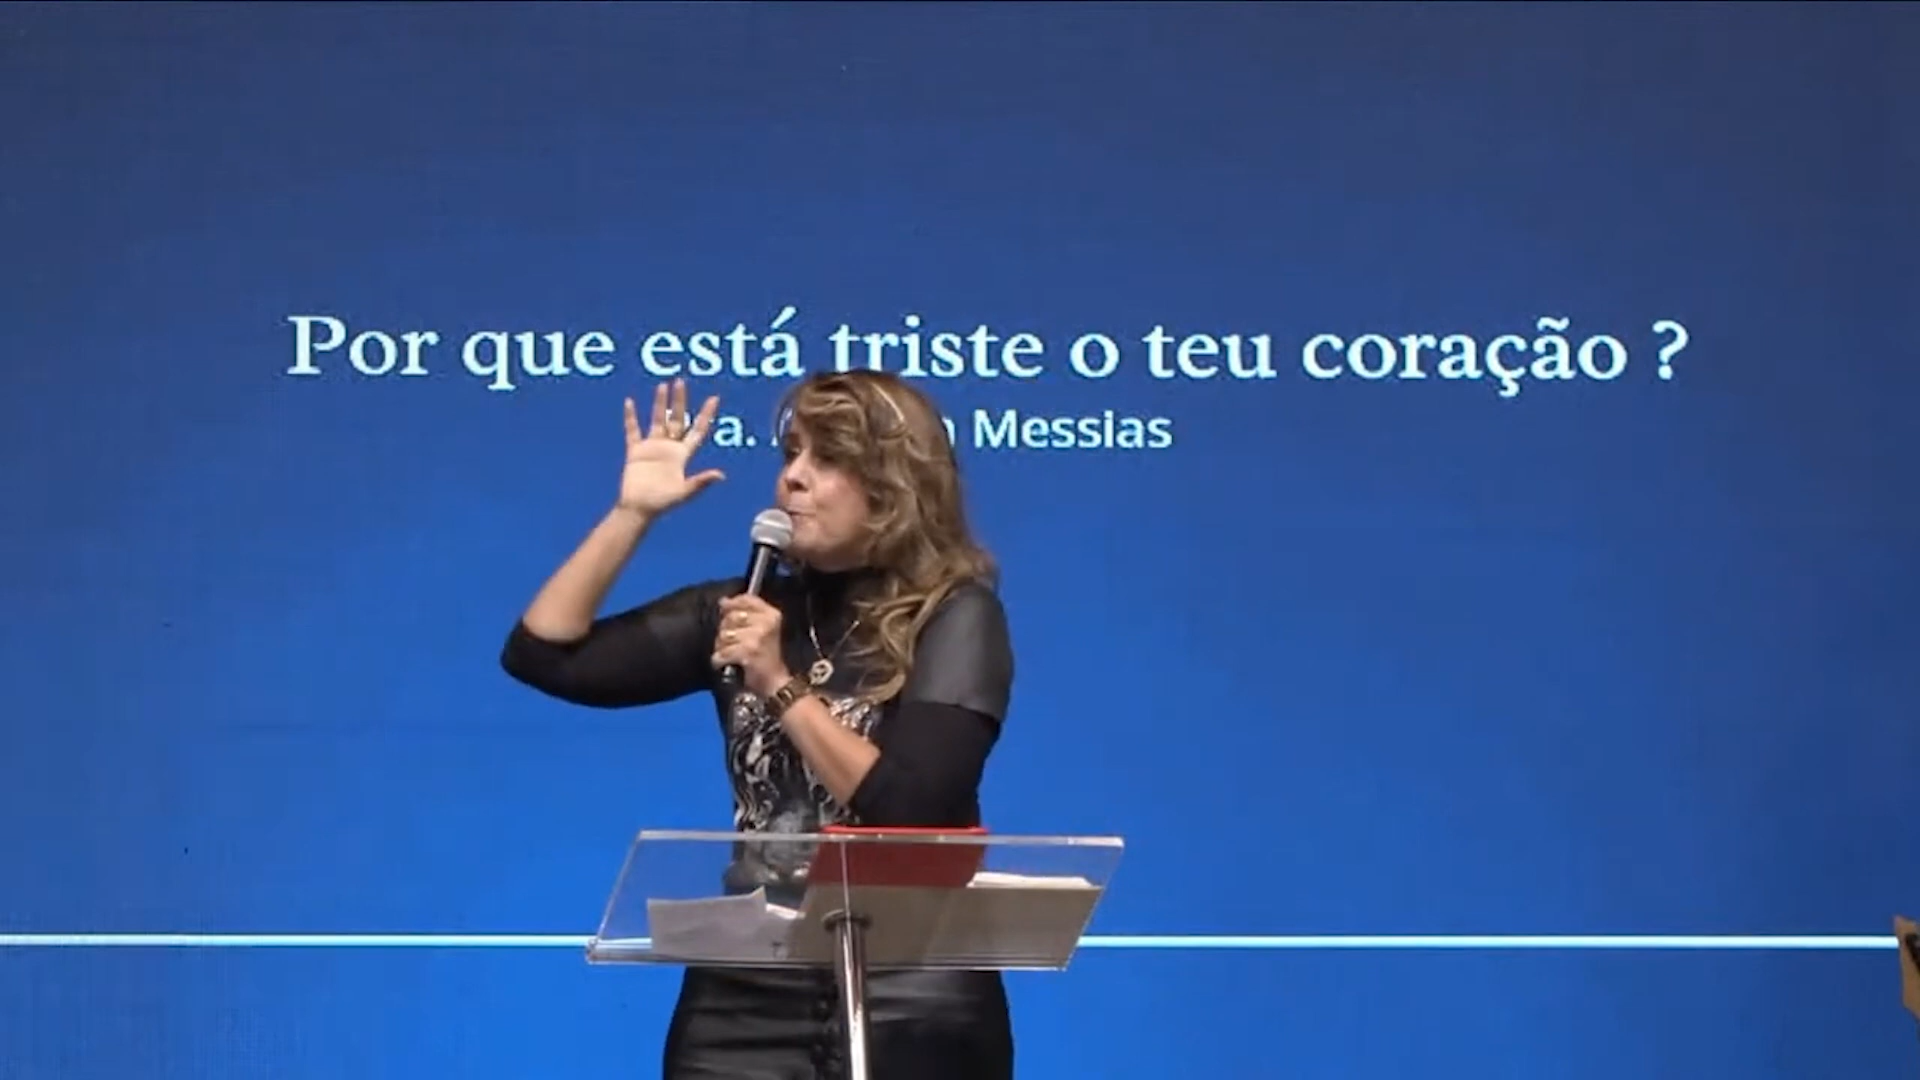 Por que está triste o teu coração ?
Messias